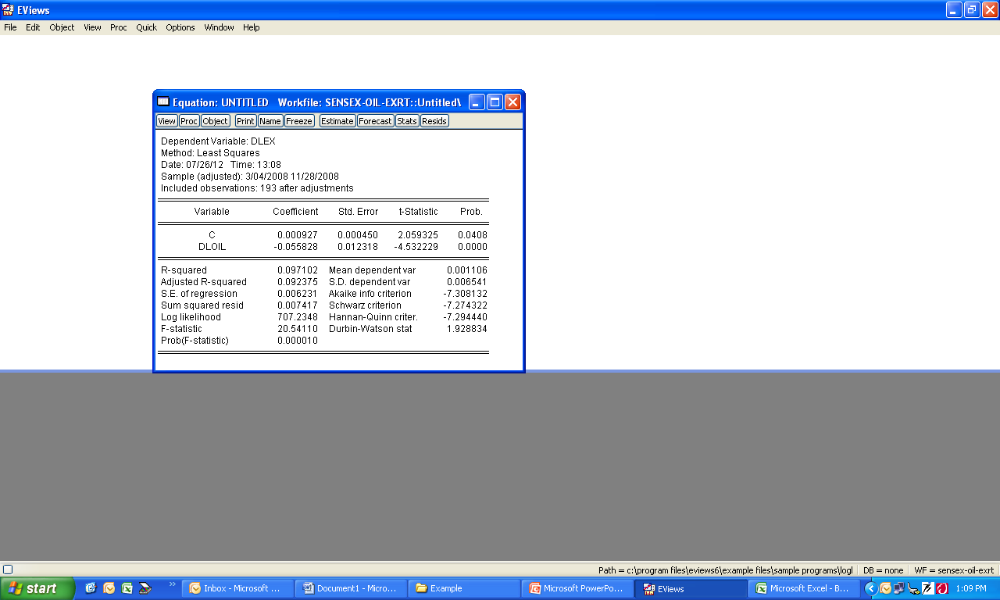 EViews
File Edit Object View Proc Quick Options Window Help
Equation: UNTITLED Workfile: SENSEX-OIL-EXRT::Untitled\
View Proc Object Print Name Freeze Estimate Forecast Stats Resids
Dependent Variable: DLEX
Method: Least Squares
Date: 07/26/12 Time: 13:08
Sample (adjusted): 3/04/2008 11/28/2008
Included observations: 193 after adjustments
Variable Coefficient Std. Error t-Statistic Prob.
C 0.000927 0.000450 2.059325 0.0408
DLOIL -0.055828 0.012318 -4.532229 0.0000
R-squared 0.097102 Mean dependent var 0.001106
Adjusted R-squared 0.092375 S.D. dependent var 0.006541
S.E. of regression 0.006231 Akaike info criterion -7.308132
Sum squared resid 0.007417 Schwarz criterion -7.274322
Log likelihood 707.2348 Hannan-Quinn criter. -7.294440
F-statistic 20.54110 Durbin-Watson stat 1.928834
Prob(F-statistic) 0.000010
Path = c:\program files\eviews6\example files\sample programs\logl DB = none WF = sensex-oil-exrt
start Inbox - Microsoft ... Document1 - Micro... Example Microsoft PowerPo... EViews Microsoft Excel - B... 1:09 PM